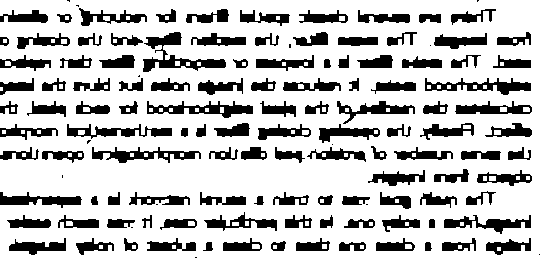 There are several classic spatial filters for reducing or elimin
from images. The mean filter, the median filter and the closing o
used. The mean filter is a lowpass or smoothing filter that replace
neighborhood mean. It reduces the image noise but blurs the imag
calculates the median of the pixel neighborhood for each pixel, th
effect. Finally, the opening closing filter is a mathematical morpho
the same number of erosion and dilation morphological operations
objects from images.
The main goal was to train a neural network in a supervised
image from a noisy one. In this particular case, it was much easier
image from a clean one than to clean a subset of noisy images.